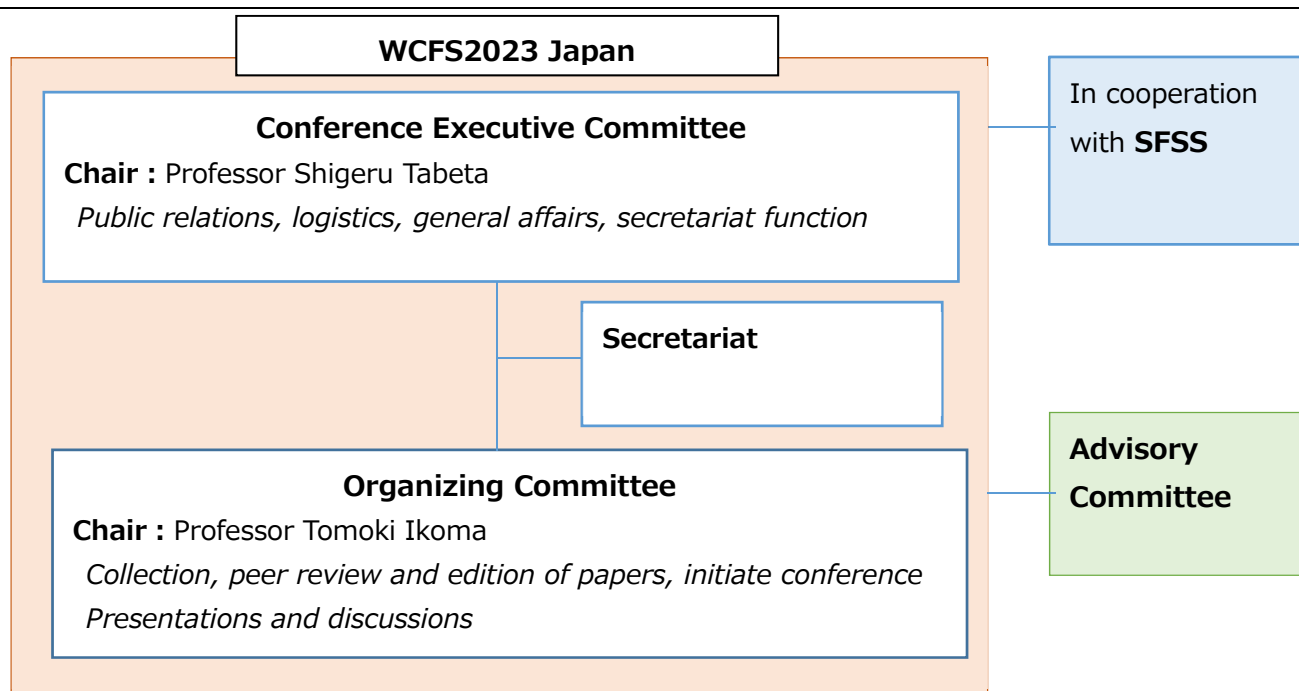 WCFS2023 Japan
Conference Executive Committee
Chair : Professor Shigeru Tabeta
Public relations, logistics, general affairs, secretariat function
Secretariat
Organizing Committee
Chair : Professor Tomoki Ikoma
Collection, peer review and edition of papers, initiate conference
Presentations and discussions
In cooperation
with SFSS
Advisory
Committee